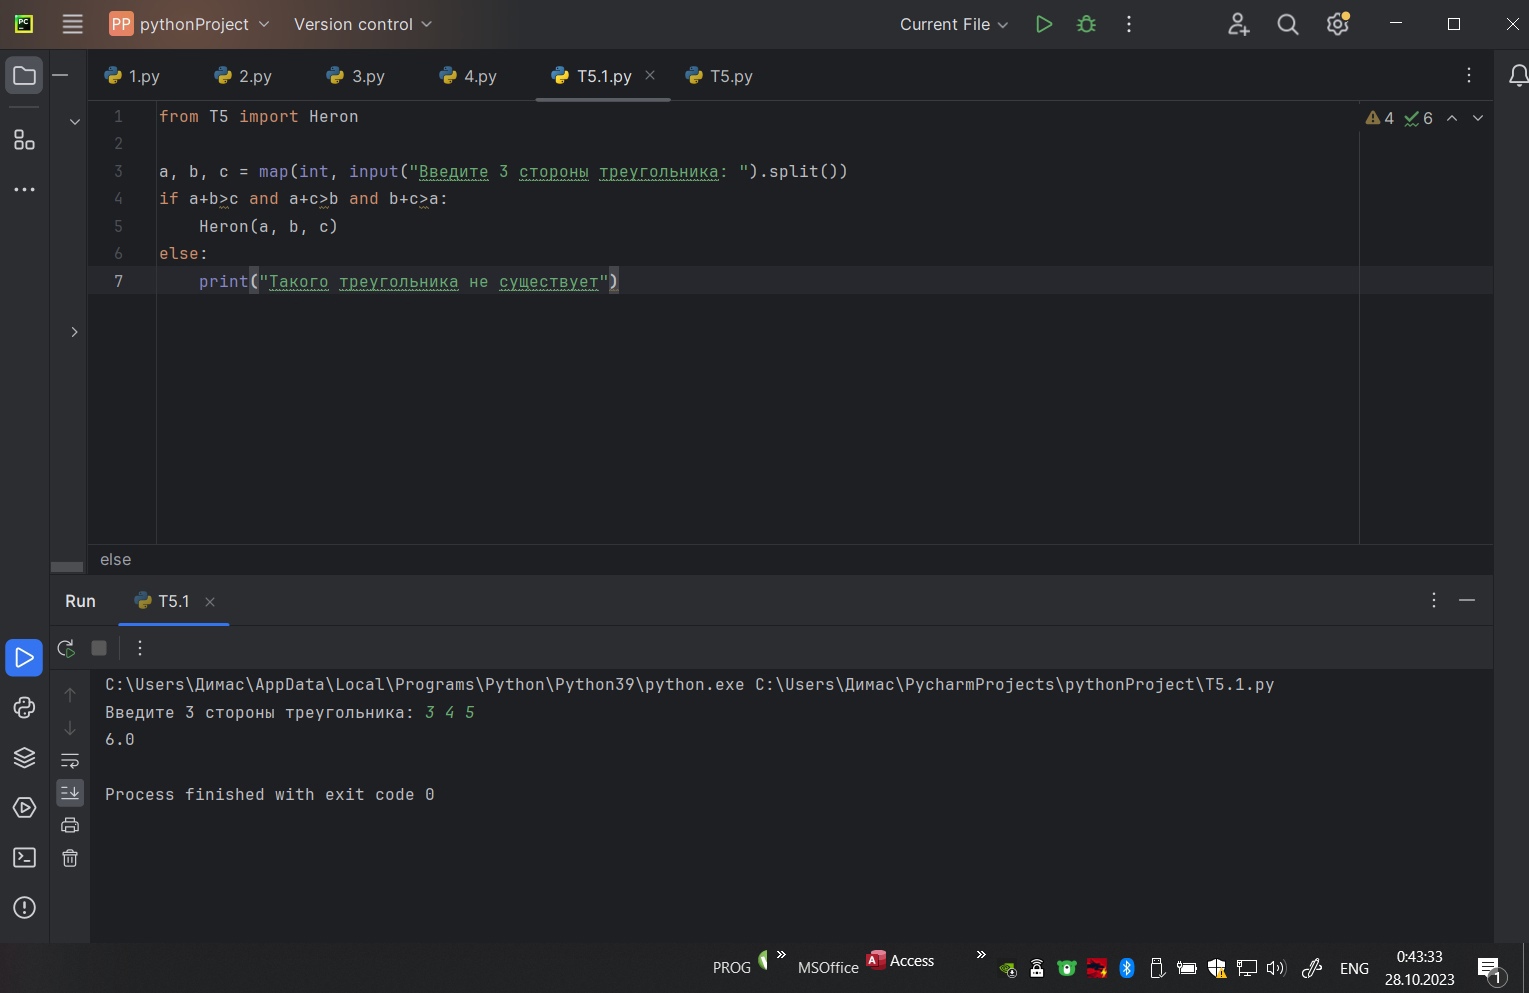 PC PP pythonProject Version control Current File
1.py 2.py 3.py 4.py T5.1.py T5.py
1 from T5 import Heron 4 6
2
3 a, b, c = map(int, input("Введите 3 стороны треугольника: ").split())
4 if a+b>c and a+c>b and b+c>a:
5 Heron(a, b, c)
6 else:
7 print("Такого треугольника не существует")
else
Run T5.1
C:\Users\Димас\AppData\Local\Programs\Python\Python39\python.exe C:\Users\Димас\PycharmProjects\pythonProject\T5.1.py
Введите 3 стороны треугольника: 3 4 5
6.0
Process finished with exit code 0
PROG » MSOffice A Access » ENG 0:43:33
28.10.2023 1